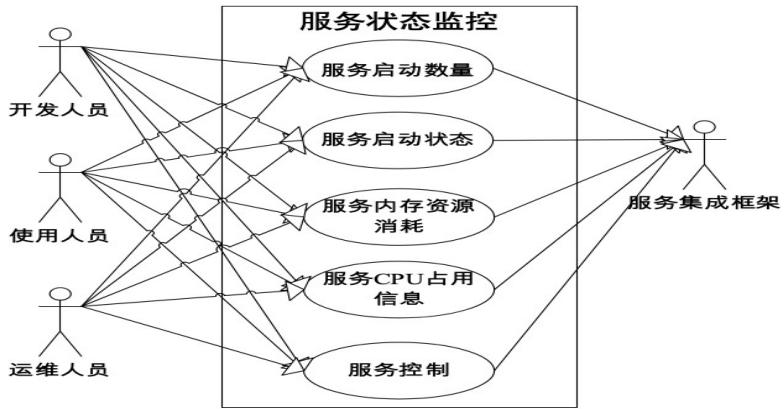 服务状态监控
服务启动数量
开发人员
服务启动状态
服务内存资源
消耗
服务集成框架
使用人员
服务CPU占用
信息
运维人员
服务控制